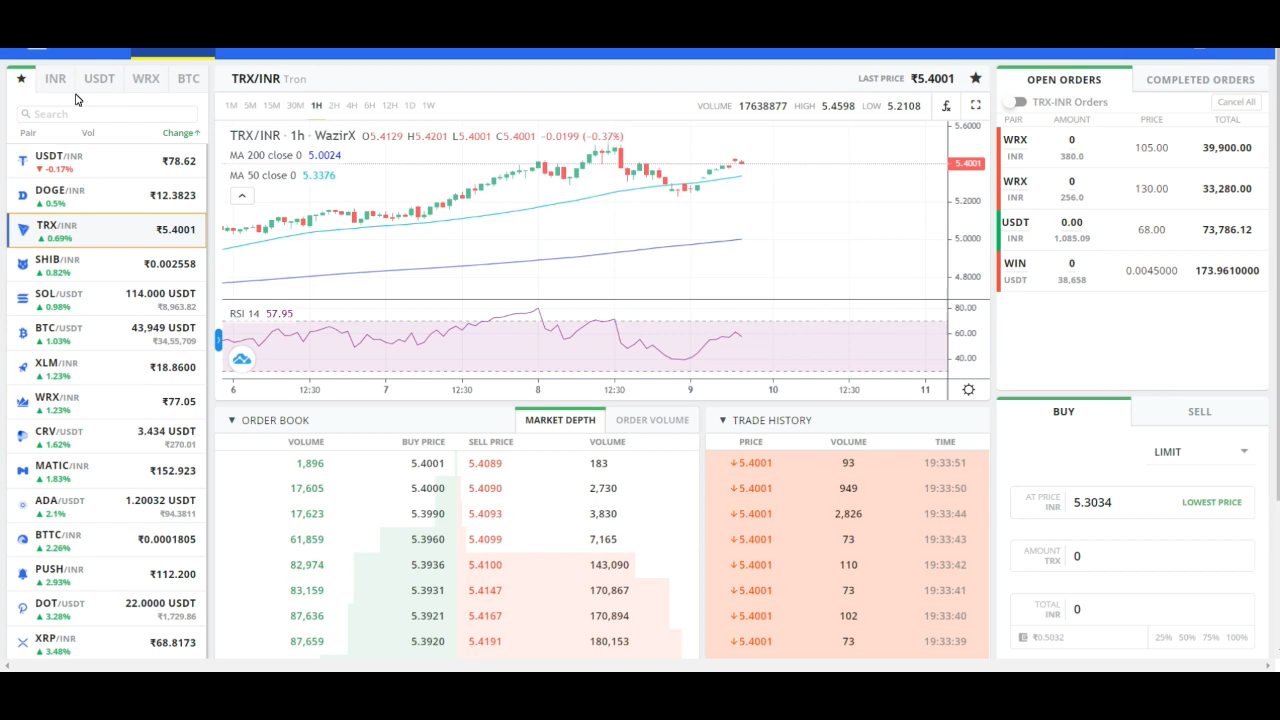 ★ INR USDT WRX BTC
Search
Pair Vol Change↑
USDT/INR ₹78.62
▼ -0.17%
DOGE/INR ₹12.3823
▲ 0.5%
TRX/INR ₹5.4001
▲ 0.69%
SHIB/INR ₹0.002558
▲ 0.82%
SOL/USDT 114.000 USDT
▲ 0.98% ₹8,963.82
BTC/USDT 43,949 USDT
▲ 1.03% ₹34,55,709
XLM/INR ₹18.8600
▲ 1.23%
WRX/INR ₹77.05
▲ 1.23%
CRV/USDT 3.434 USDT
▲ 1.62% ₹270.01
MATIC/INR ₹152.923
▲ 1.83%
ADA/USDT 1.20032 USDT
▲ 2.1% ₹94.3811
BTTC/INR ₹0.0001805
▲ 2.26%
PUSH/INR ₹112.200
▲ 2.93%
DOT/USDT 22.0000 USDT
▲ 3.28% ₹1,729.86
XRP/INR ₹68.8173
▲ 3.48%
TRX/INR Tron LAST PRICE ₹5.4001 ★
1M 5M 15M 30M 1H 2H 4H 6H 12H 1D 1W VOLUME 17638877 HIGH 5.4598 LOW 5.2108
TRX/INR · 1h · WazirX O5.4129 H5.4201 L5.4001 C5.4001 -0.0199 (-0.37%)
MA 200 close 0 5.0024
MA 50 close 0 5.3376
5.6000
5.4001
5.2000
5.0000
4.8000
RSI 14 57.95
80.00
60.00
40.00
6 12:30 7 12:30 8 12:30 9 10 12:30 11
▼ ORDER BOOK MARKET DEPTH ORDER VOLUME
VOLUME BUY PRICE SELL PRICE VOLUME
1,896 5.4001 5.4089 183
17,605 5.4000 5.4090 2,730
17,623 5.3990 5.4093 3,830
61,859 5.3960 5.4099 7,165
82,974 5.3936 5.4100 143,090
83,159 5.3931 5.4167 170,867
87,636 5.3921 5.4171 170,894
87,659 5.3920 5.4191 180,153
▼ TRADE HISTORY
PRICE VOLUME TIME
↓5.4001 93 19:33:51
↓5.4001 949 19:33:50
↓5.4001 2,826 19:33:44
↓5.4001 73 19:33:43
↓5.4001 110 19:33:42
↓5.4001 73 19:33:41
↓5.4001 102 19:33:40
↓5.4001 73 19:33:39
OPEN ORDERS COMPLETED ORDERS
TRX-INR Orders Cancel All
PAIR AMOUNT PRICE TOTAL
WRX 0 105.00 39,900.00
INR 380.0
WRX 0 130.00 33,280.00
INR 256.0
USDT 0.00 68.00 73,786.12
INR 1,085.09
WIN 0 0.0045000 173.9610000
USDT 38,658
BUY SELL
LIMIT
AT PRICE INR 5.3034 LOWEST PRICE
AMOUNT TRX 0
TOTAL INR 0
₹0.5032 25% 50% 75% 100%